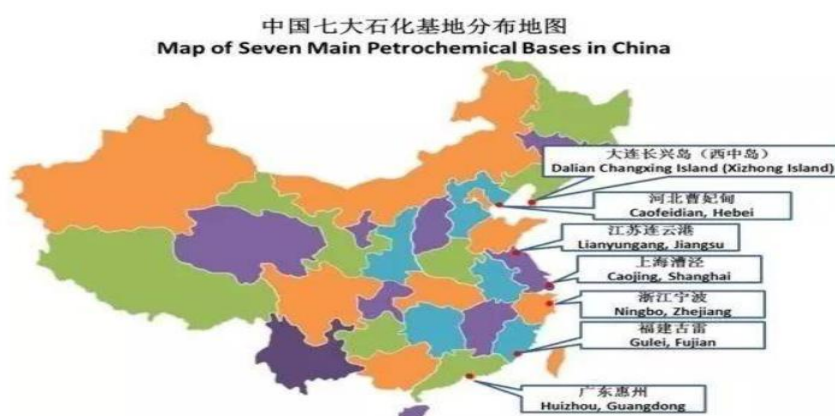 中国七大石化基地分布地图
Map of Seven Main Petrochemical Bases in China
大连长兴岛（西中岛）
Dalian Changxing Island (Xizhong Island)
河北曹妃甸
Caofeidian, Hebei
江苏连云港
Lianyungang, Jiangsu
上海漕泾
Caojing, Shanghai
浙江宁波
Ningbo, Zhejiang
福建古雷
Gulei, Fujian
广东惠州
Huizhou, Guangdong